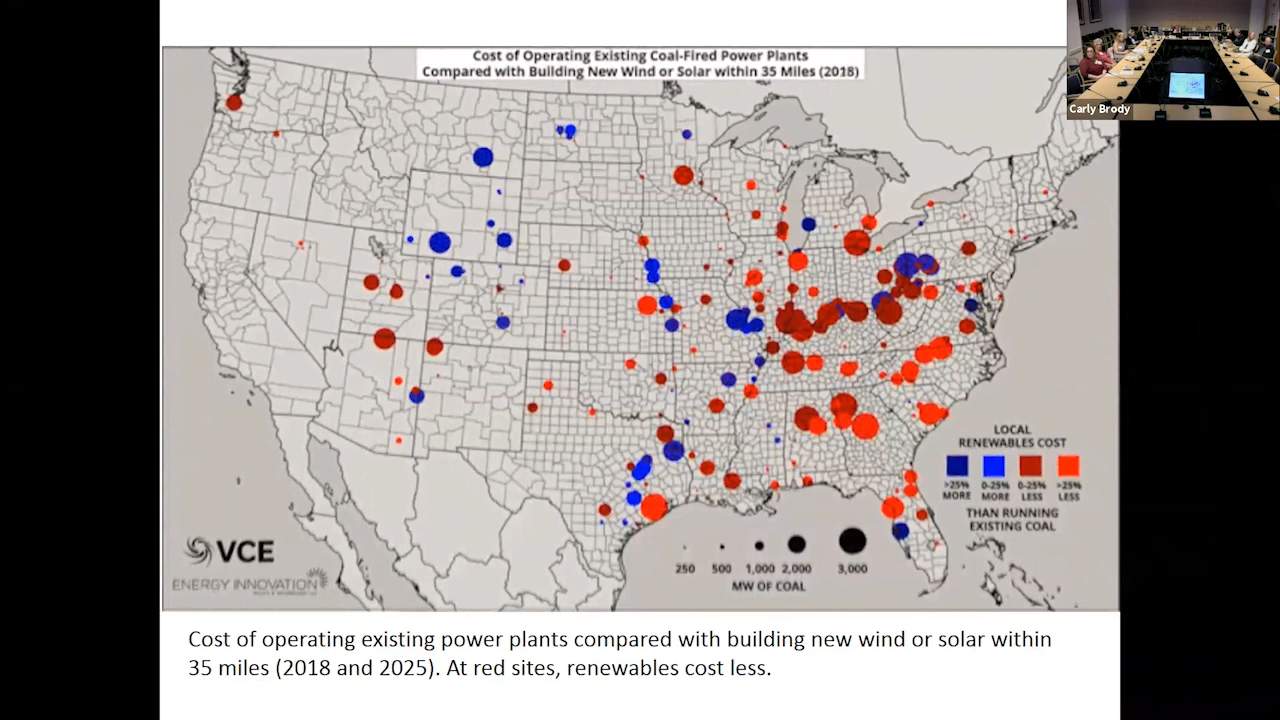 Cost of Operating Existing Coal-Fired Power Plants
Compared with Building New Wind or Solar within 35 Miles (2018)
Carly Brody
LOCAL
RENEWABLES COST
>25% MORE
0-25% MORE
0-25% LESS
>25% LESS
THAN RUNNING
EXISTING COAL
VCE
ENERGY INNOVATION
250 500 1,000 2,000 3,000
MW OF COAL
Cost of operating existing power plants compared with building new wind or solar within
35 miles (2018 and 2025). At red sites, renewables cost less.